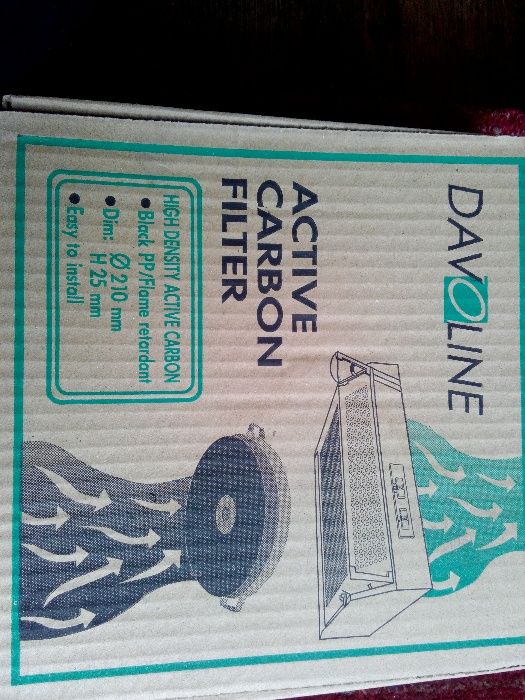 DAVOLINE
ACTIVE
CARBON
FILTER
HIGH DENSITY ACTIVE CARBON
● Black PP/Flame retardant
● Dim: Ø 210 mm
H 25 mm
● Easy to install